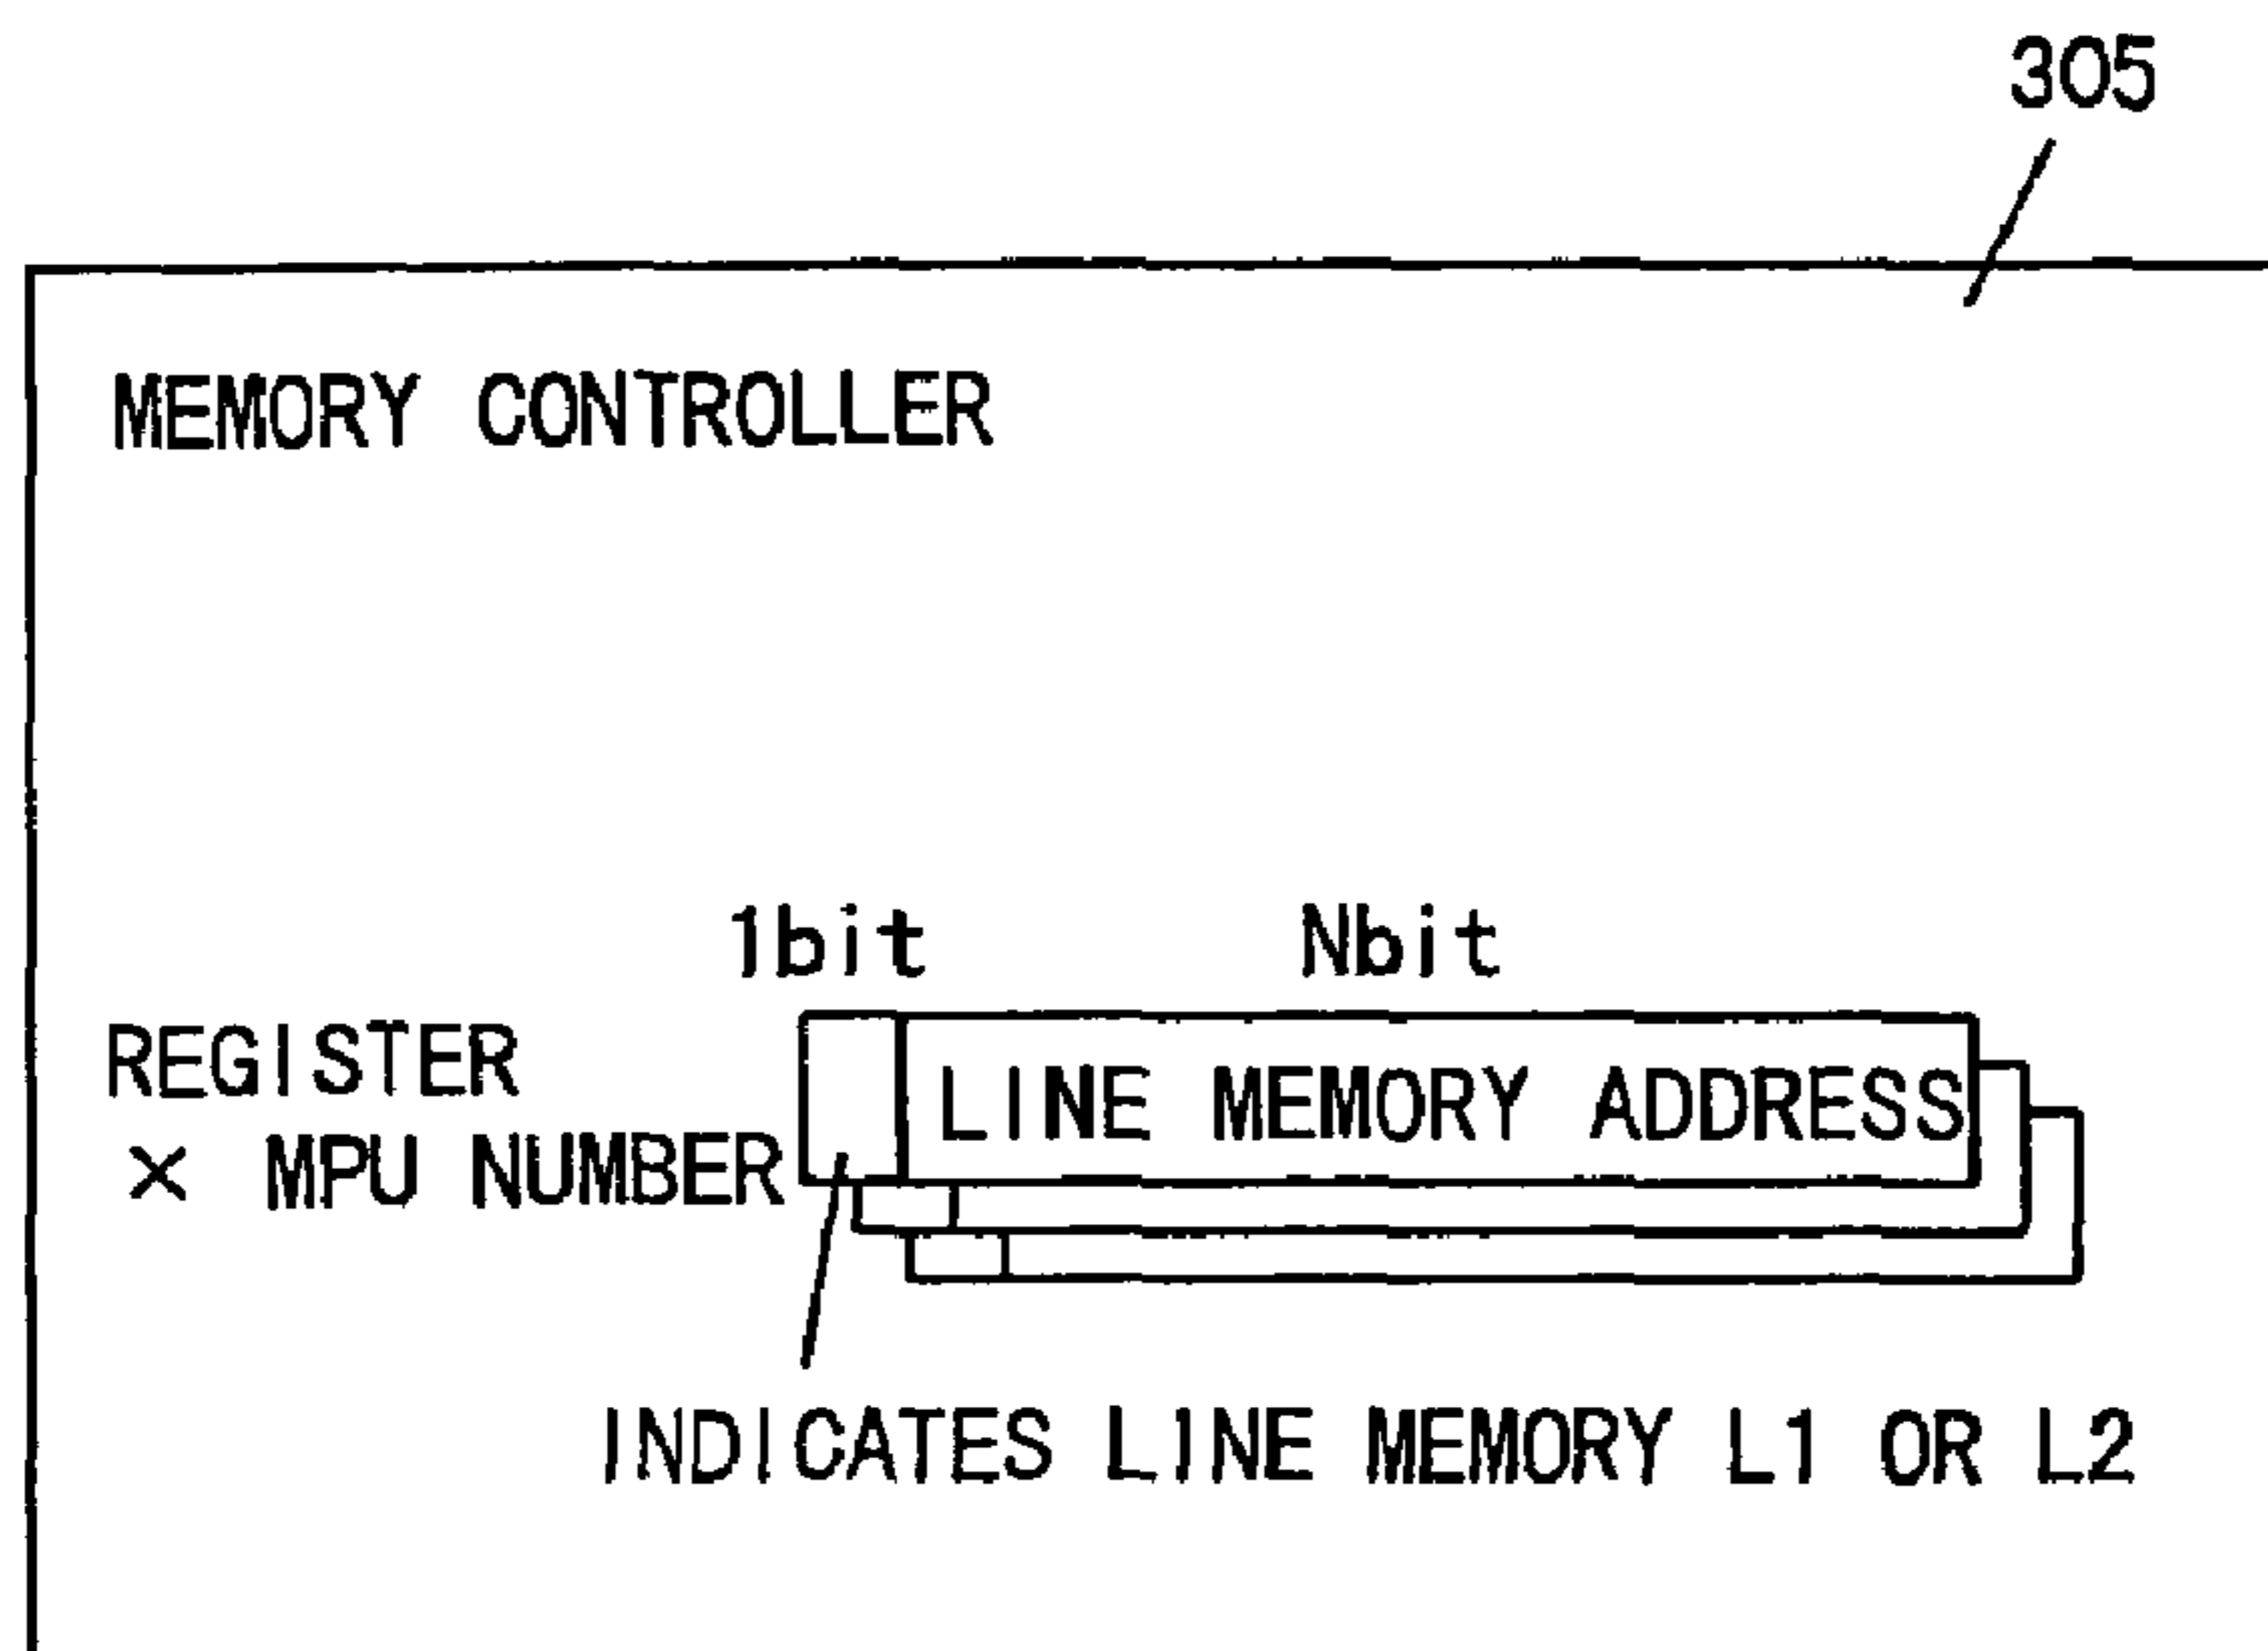 305
MEMORY CONTROLLER
1bit Nbit
REGISTER
× MPU NUMBER
LINE MEMORY ADDRESS
INDICATES LINE MEMORY L1 OR L2